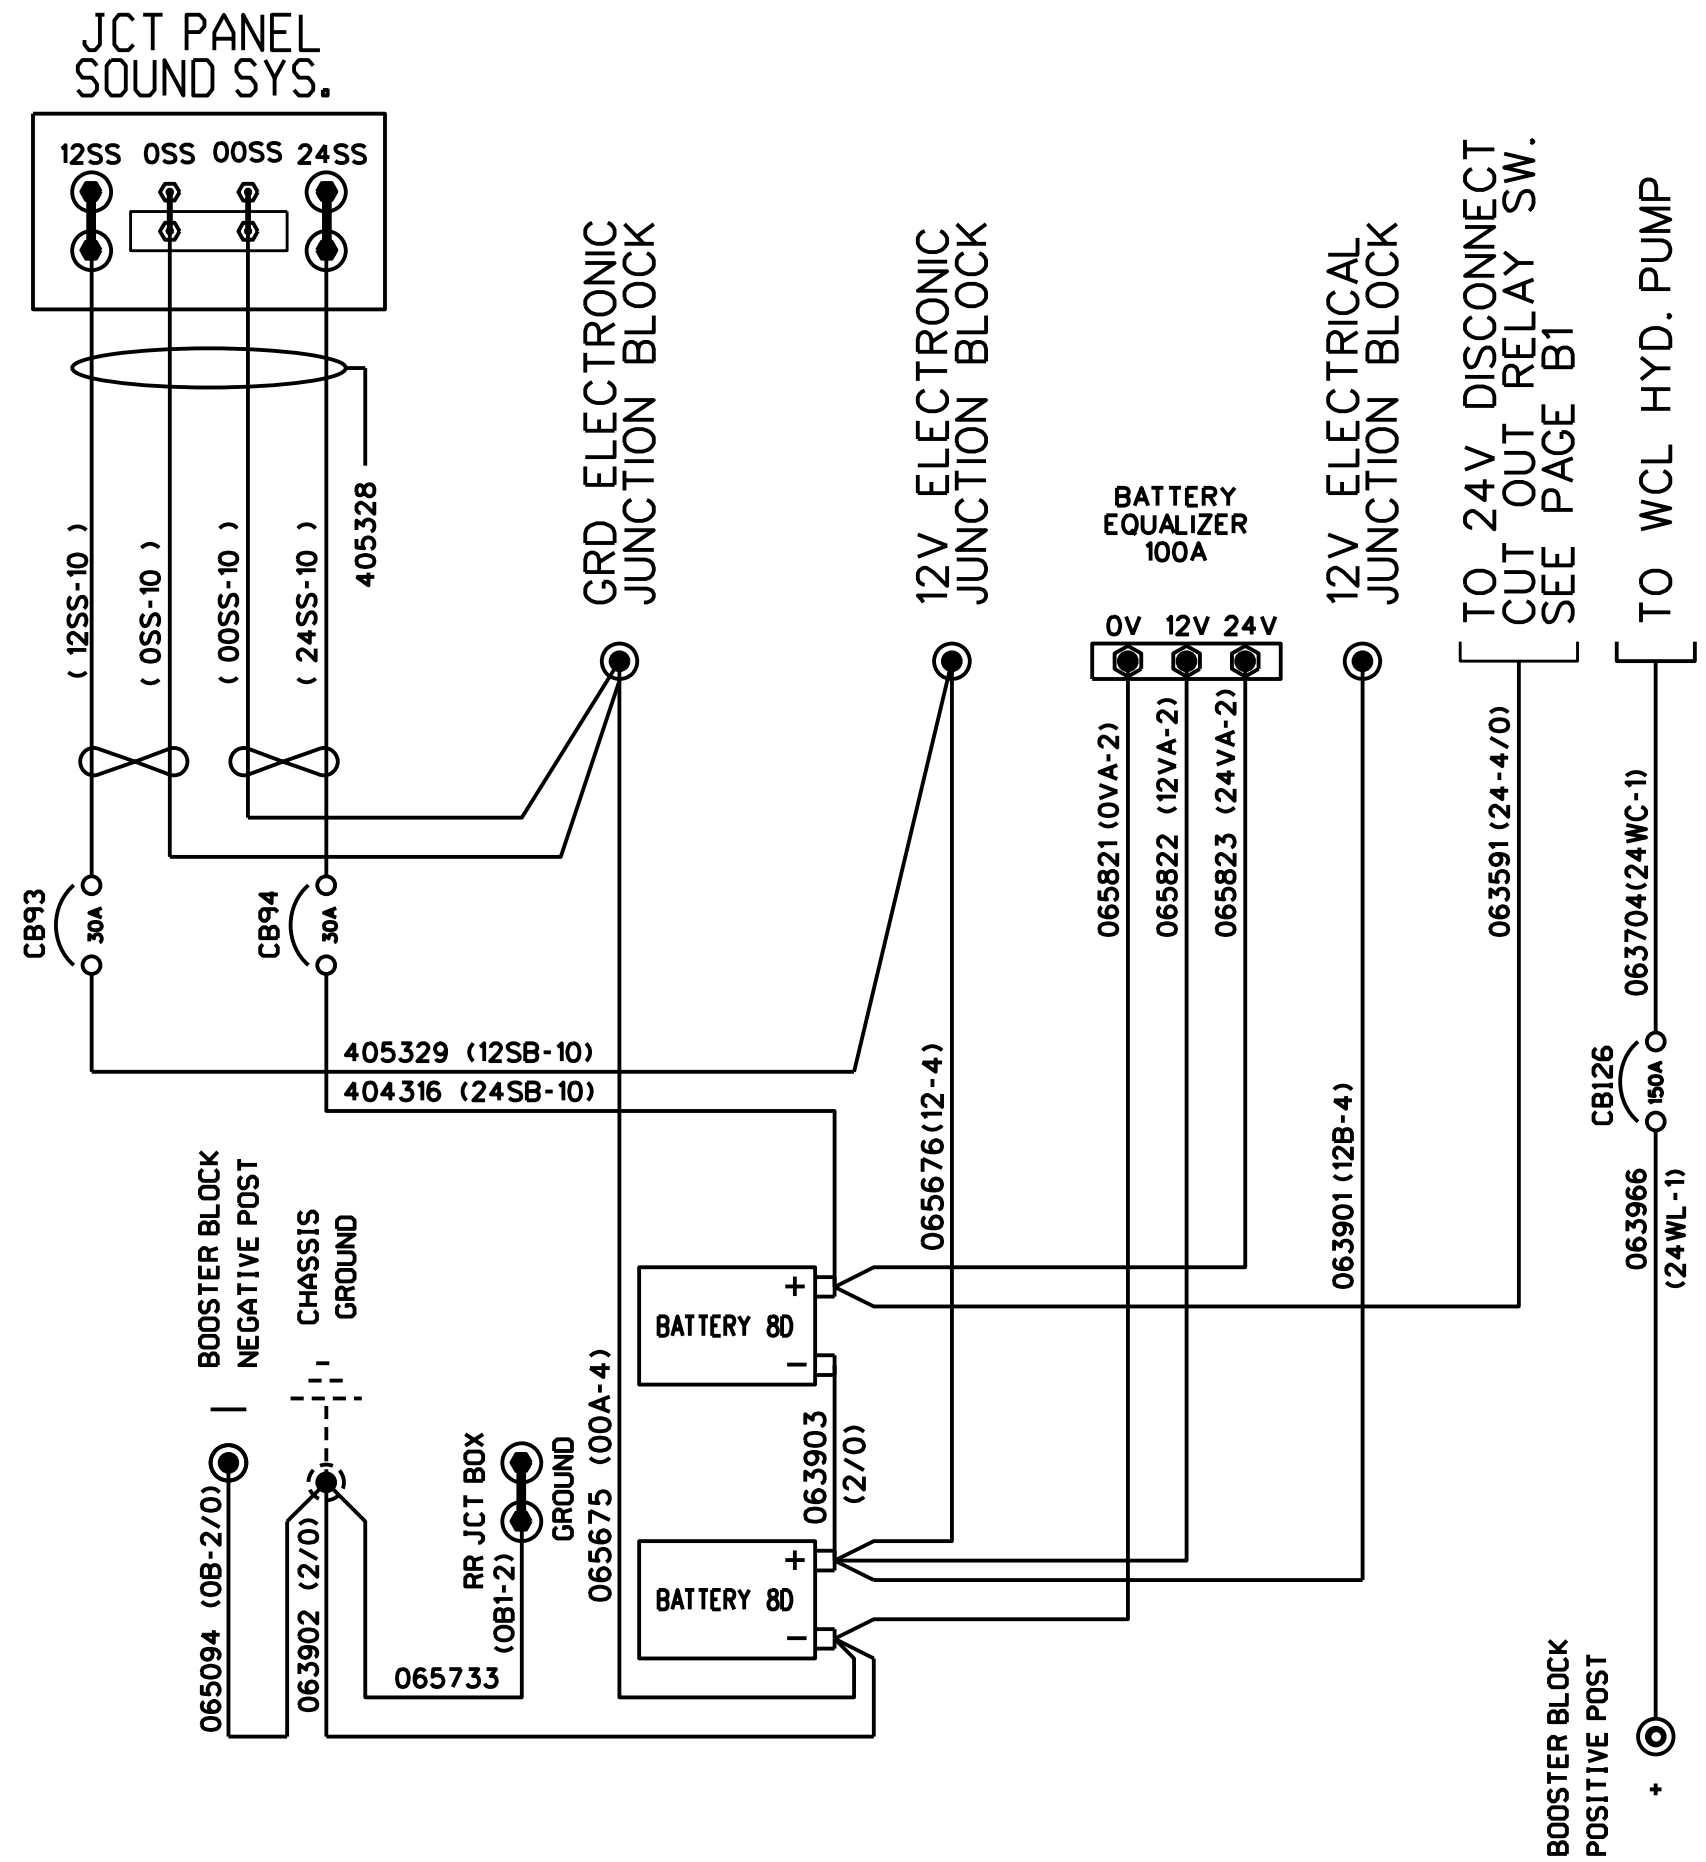 JCT PANEL
SOUND SYS.
12SS 0SS 00SS 24SS
405328
( 12SS-10 )
( 0SS-10 )
( 00SS-10 )
( 24SS-10 )
GRD ELECTRONIC
JUNCTION BLOCK
12V ELECTRONIC
JUNCTION BLOCK
BATTERY
EQUALIZER
100A
0V 12V 24V
12V ELECTRICAL
JUNCTION BLOCK
TO 24V DISCONNECT
CUT OUT RELAY SW.
SEE PAGE B1
TO WCL HYD. PUMP
065821 (0VA-2)
065822 (12VA-2)
065823 (24VA-2)
063591 (24-4/0)
063704 (24WC-1)
CB93
30A
CB94
30A
405329 (12SB-10)
404316 (24SB-10)
065676 (12-4)
063901 (12B-4)
CB126
150A
063966
(24WL-1)
BOOSTER BLOCK
NEGATIVE POST
CHASSIS
GROUND
+
BATTERY 8D
−
065675 (00A-4)
063903
(2/0)
RR JCT BOX
GROUND
(0B1-2)
065094 (0B-2/0)
063902 (2/0)
065733
+
BATTERY 8D
−
BOOSTER BLOCK
POSITIVE POST
+